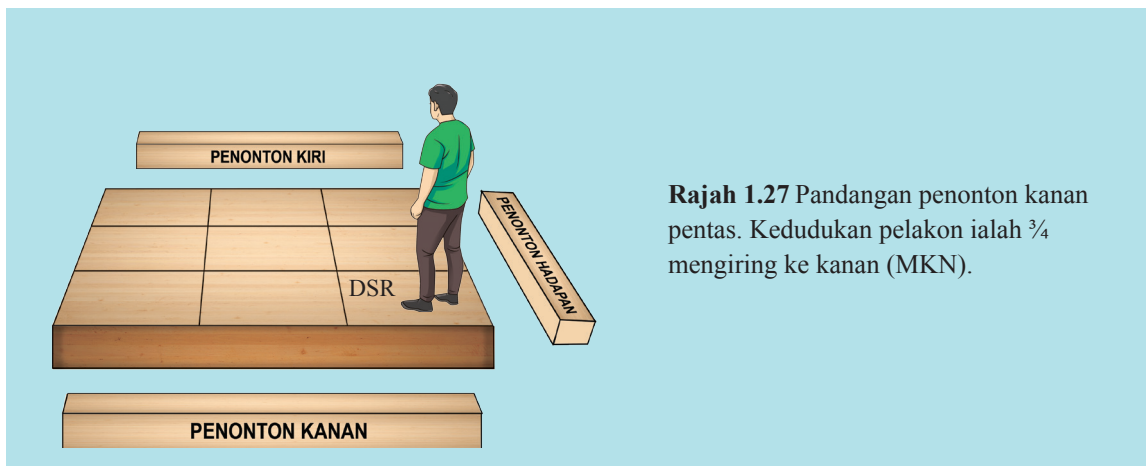 PENONTON KIRI
PENONTON HADAPAN
DSR
PENONTON KANAN
Rajah 1.27 Pandangan penonton kanan
pentas. Kedudukan pelakon ialah ¾
mengiring ke kanan (MKN).